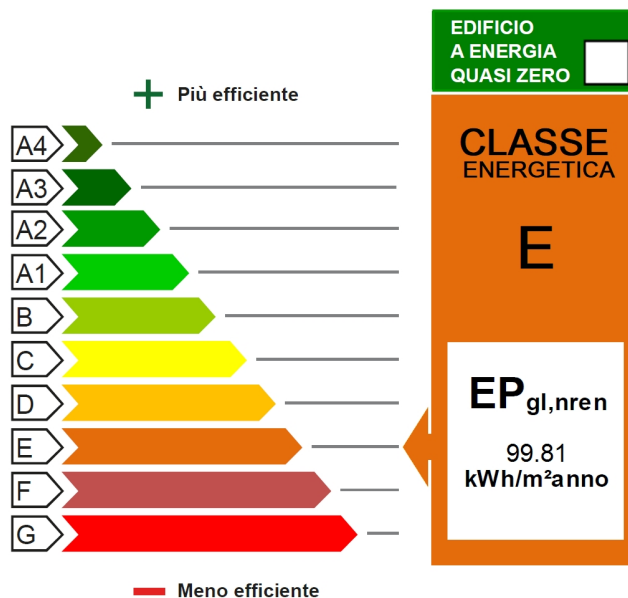 EDIFICIO
A ENERGIA
QUASI ZERO
+ Più efficiente
CLASSE
ENERGETICA
E
A4
A3
A2
A1
B
C
D
E
F
G
EPgl,nren
99.81
kWh/m²anno
Meno efficiente